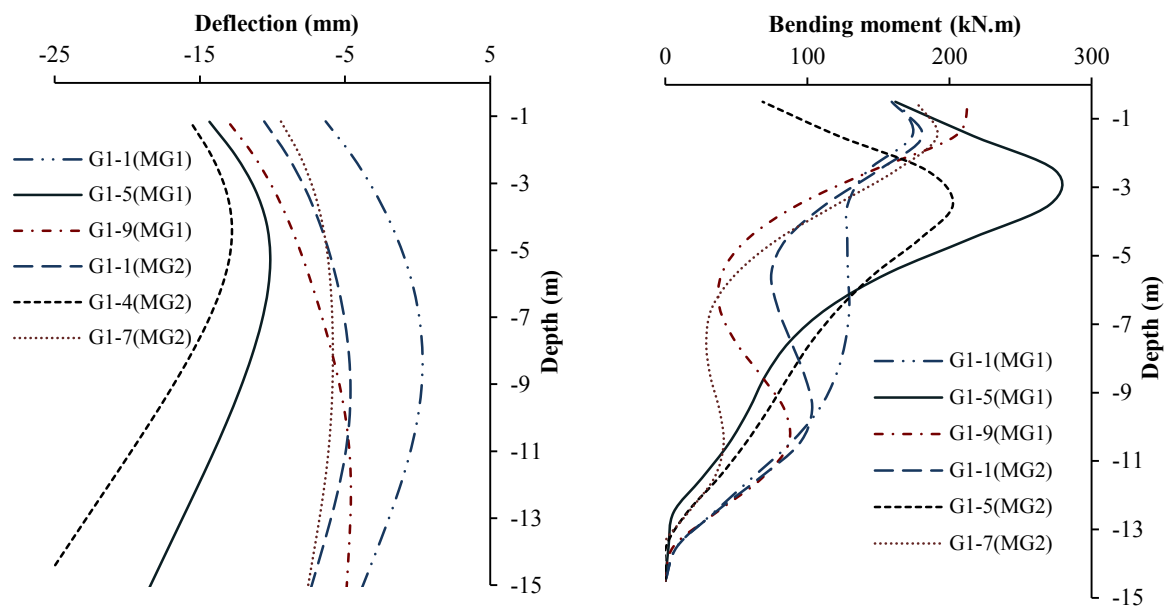 Deflection (mm)
-25 -15 -5 5
-1
-3
-5
-7
-9
-11
-13
-15
Depth (m)
G1-1(MG1)
G1-5(MG1)
G1-9(MG1)
G1-1(MG2)
G1-4(MG2)
G1-7(MG2)
Bending moment (kN.m)
0 100 200 300
-1
-3
-5
-7
-9
-11
-13
-15
Depth (m)
G1-1(MG1)
G1-5(MG1)
G1-9(MG1)
G1-1(MG2)
G1-5(MG2)
G1-7(MG2)